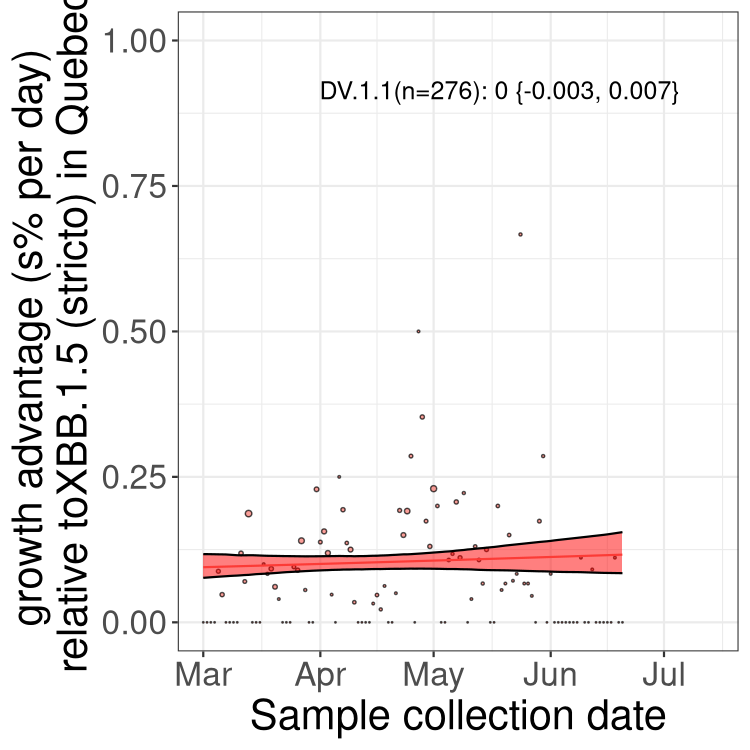 growth advantage (s% per day)
relative toXBB.1.5 (stricto) in Quebec
1.00
0.75
0.50
0.25
0.00
DV.1.1(n=276): 0 {-0.003, 0.007}
Mar Apr May Jun Jul
Sample collection date